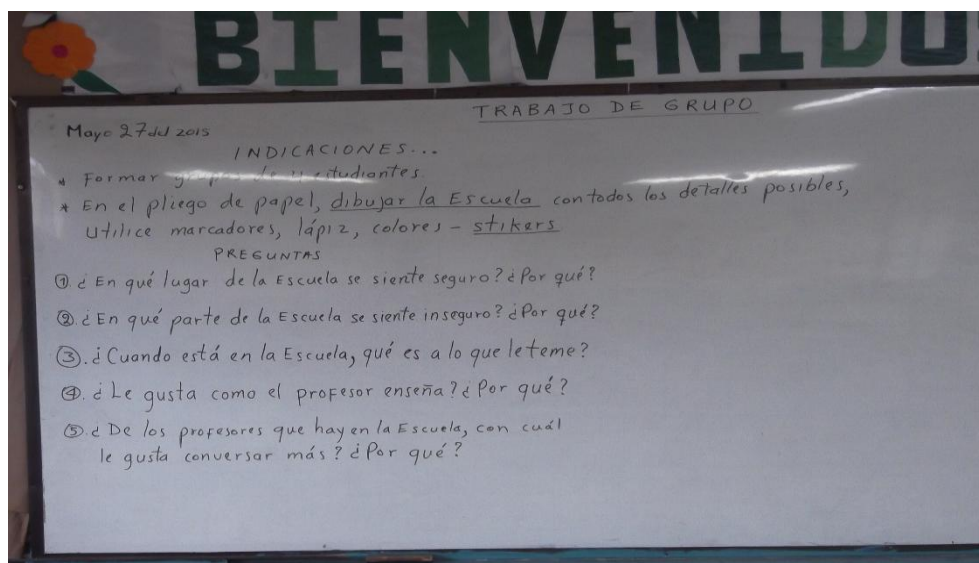 BIENVENIDO
TRABAJO DE GRUPO
Mayo 27 del 2015
INDICACIONES...
* Formar de estudiantes
* En el pliego de papel, dibujar la Escuela con todos los detalles posibles,
Utilice marcadores, lápiz, colores - stikers
PREGUNTAS
①. ¿En qué lugar de la Escuela se siente seguro? ¿Por qué?
②. ¿En qué parte de la Escuela se siente inseguro? ¿Por qué?
③. ¿Cuando está en la Escuela, qué es a lo que le teme?
④. ¿Le gusta como el profesor enseña? ¿Por qué?
⑤. ¿De los profesores que hay en la Escuela, con cuál
le gusta conversar más? ¿Por qué?